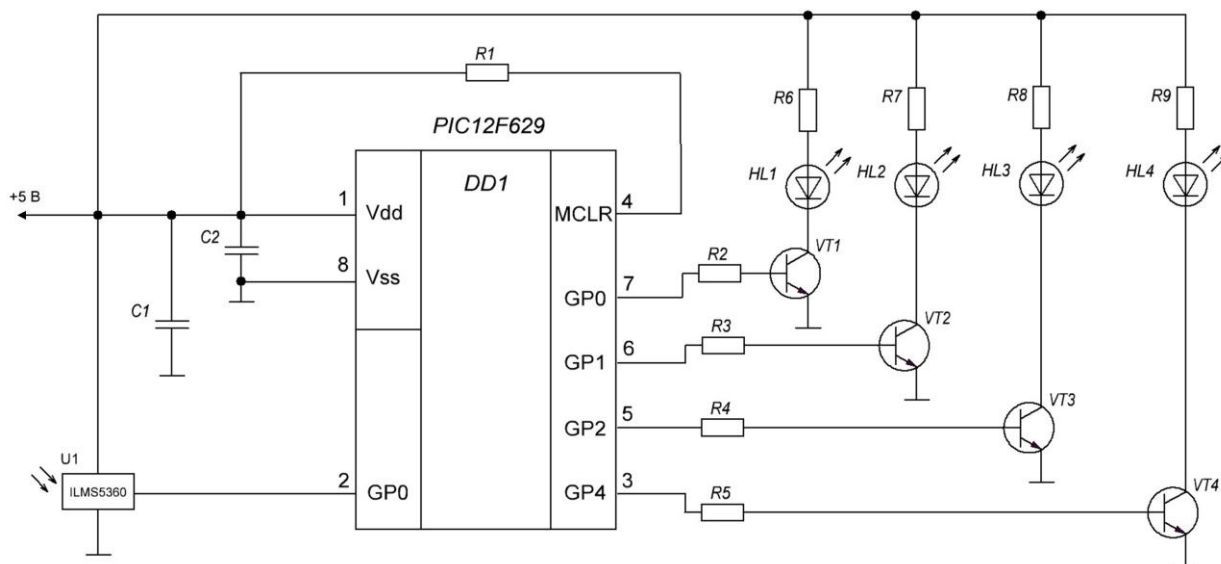 R1
R6
R7
R8
R9
PIC12F629
DD1
HL1
HL2
HL3
HL4
+5 В
1
Vdd
MCLR
4
C2
8
Vss
VT1
R2
7
GP0
C1
R3
VT2
6
GP1
R4
VT3
5
GP2
U1
ILMS5360
2
GP0
GP4
3
R5
VT4